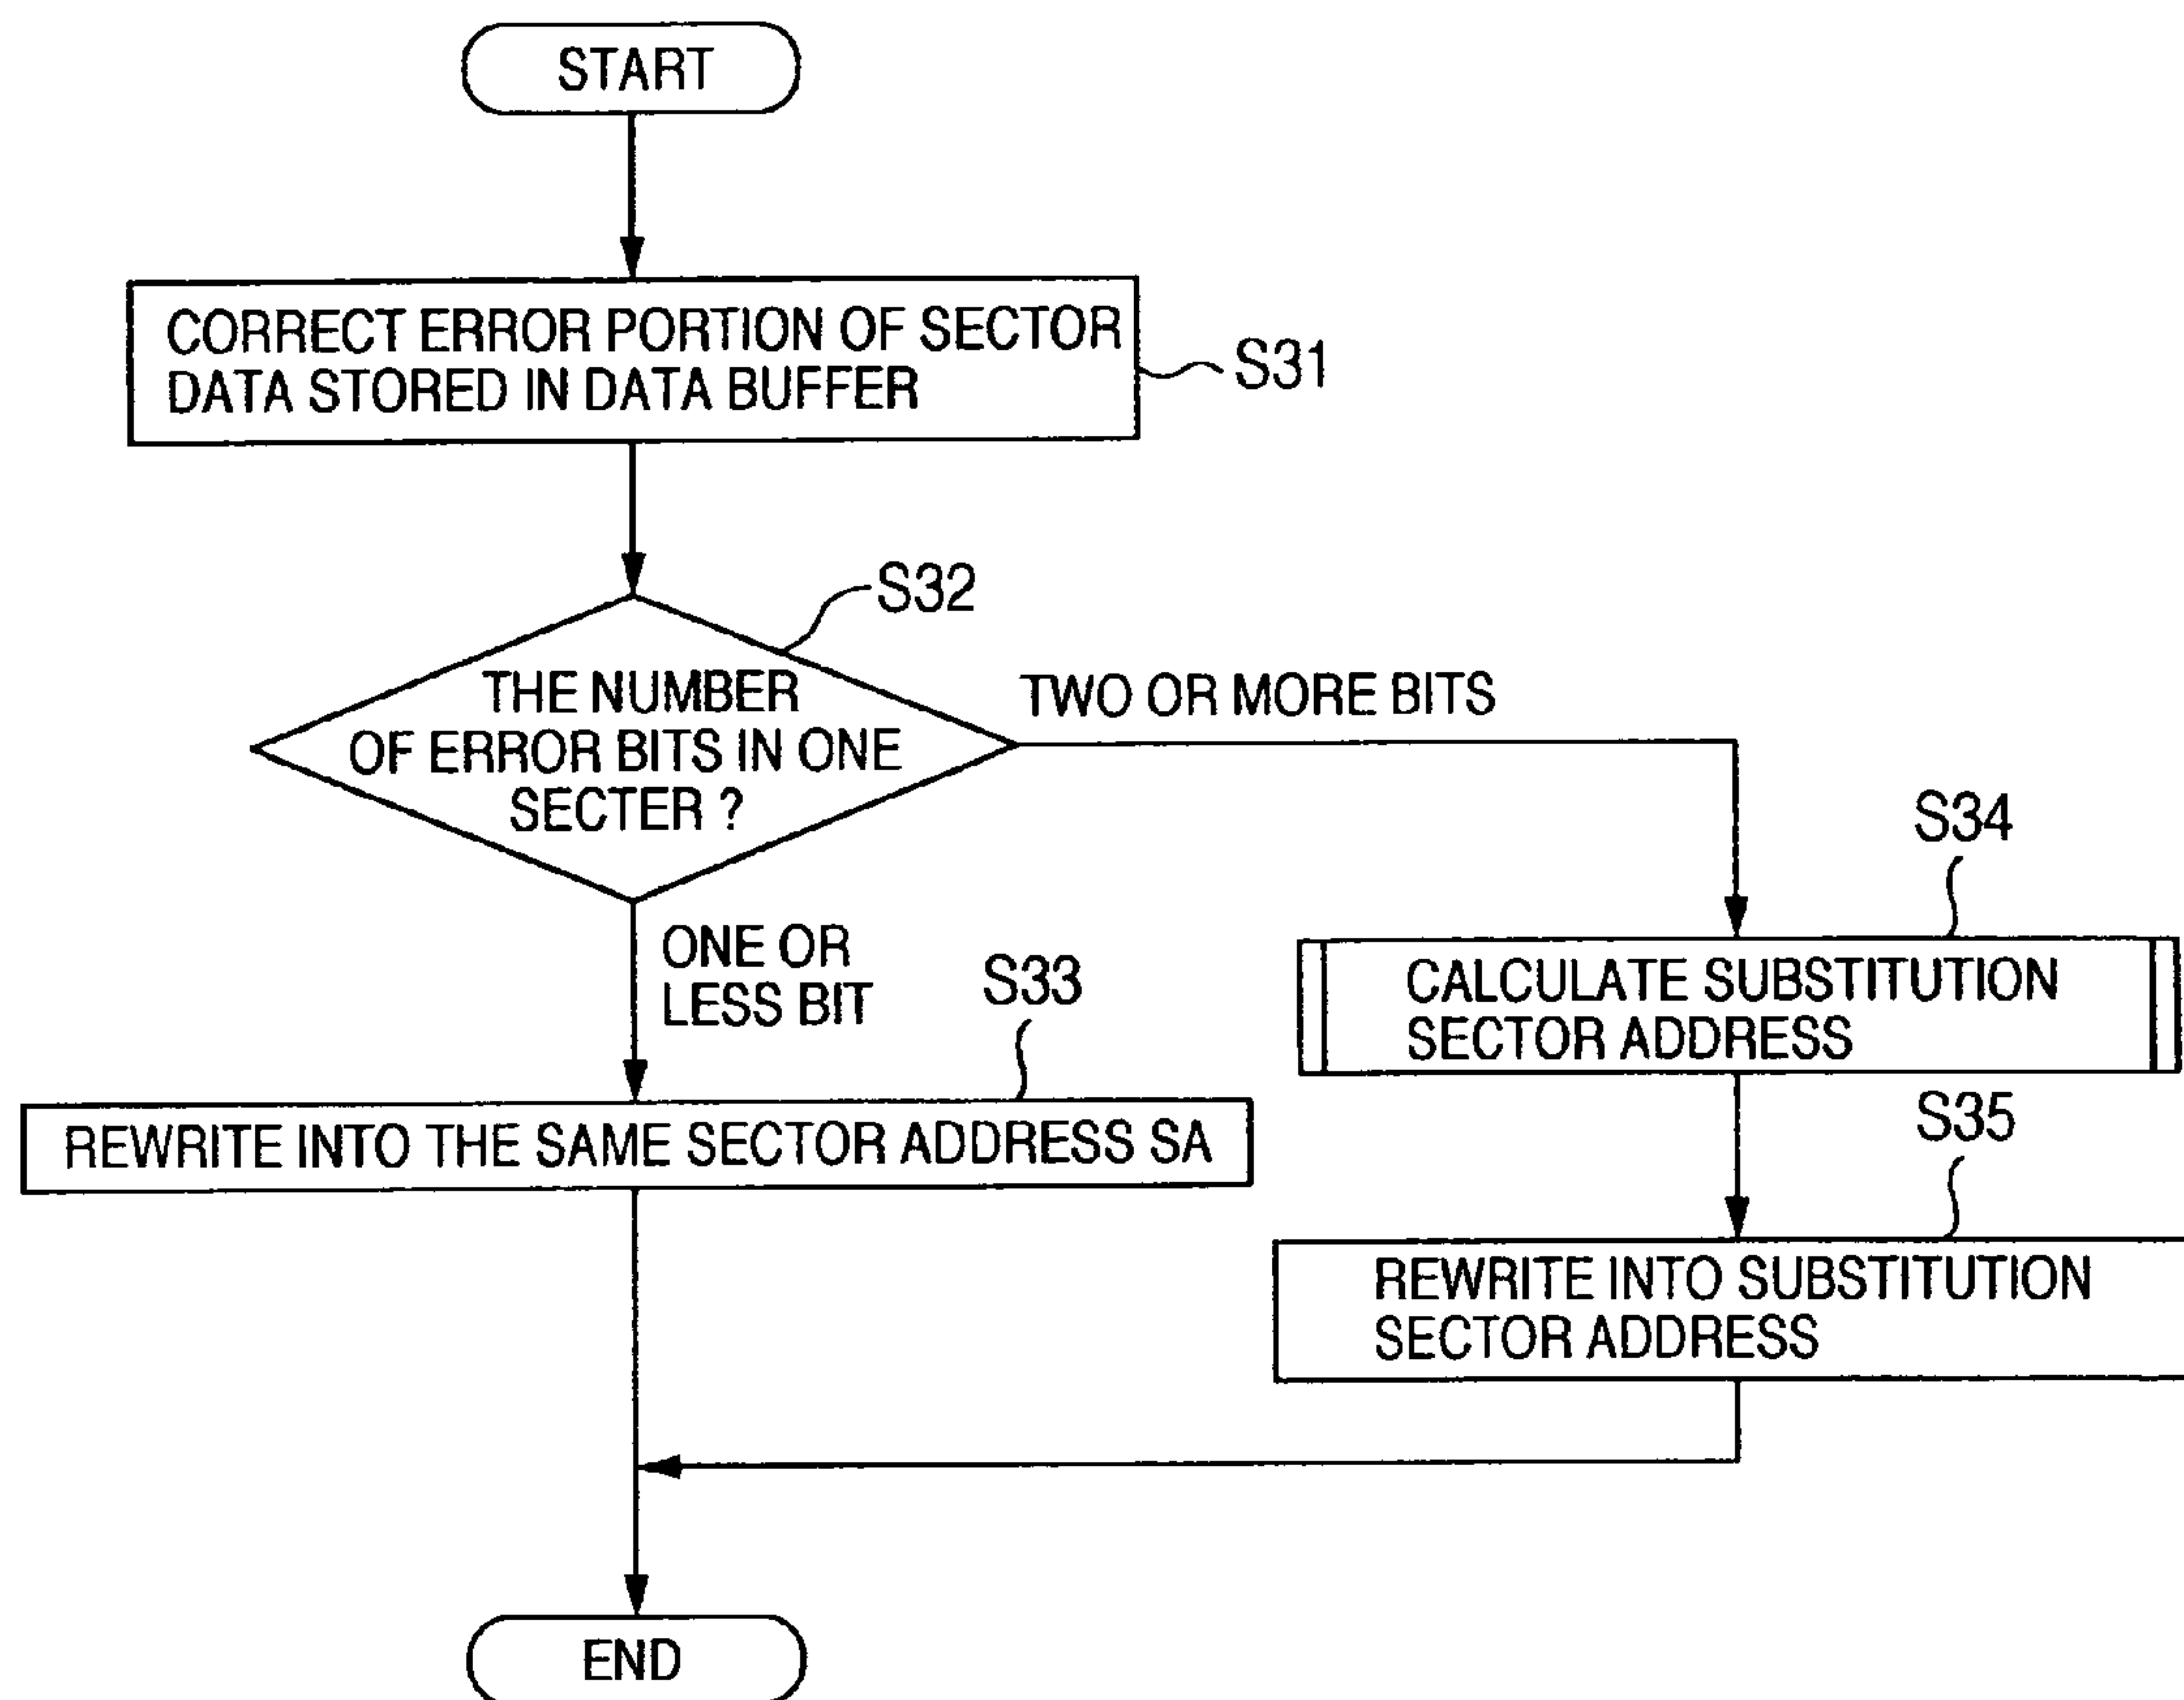 START
CORRECT ERROR PORTION OF SECTOR
DATA STORED IN DATA BUFFER
S31
S32
THE NUMBER
OF ERROR BITS IN ONE
SECTER ?
TWO OR MORE BITS
ONE OR
LESS BIT
S33
REWRITE INTO THE SAME SECTOR ADDRESS SA
S34
CALCULATE SUBSTITUTION
SECTOR ADDRESS
S35
REWRITE INTO SUBSTITUTION
SECTOR ADDRESS
END